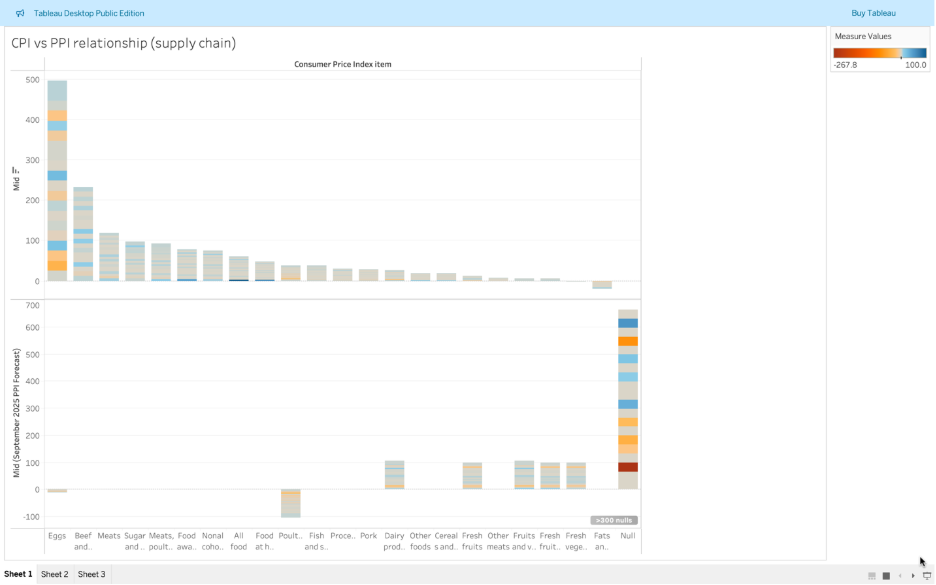 Tableau Desktop Public Edition
Buy Tableau
CPI vs PPI relationship (supply chain)
Measure Values
-267.8 100.0
Consumer Price Index item
500
400
300
200
100
0
Mid
700
600
500
400
300
200
100
0
-100
Mid (September 2025 PPI Forecast)
>300 nulls
Eggs Beef Meats Sugar Meats, Food Nonal All Food Poult.. Fish Proce.. Pork Dairy Other Cereal Fresh Other Fruits Fresh Fresh Fats Null
and.. and .. poult.. awa.. coho.. food at h.. and s.. prod.. foods s and.. fruits meats and v.. fruit.. vege.. an..
Sheet 1 Sheet 2 Sheet 3